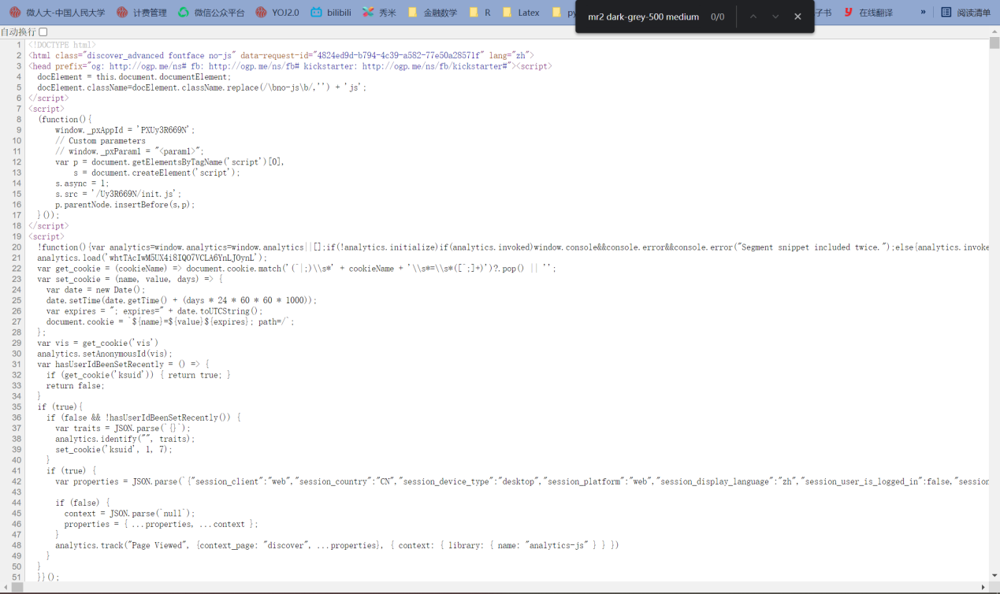 微人大-中国人民大学 计费管理 微信公众平台 YOJ2.0 bilibili 秀米 金融数学 R Latex py mr2 dark-grey-500 medium 0/0 子书 在线翻译 » 阅读清单
自动换行
1 <!DOCTYPE html>
2 <html class="discover_advanced fontface no-js" data-request-id="4824ed9d-b794-4c39-a582-77e50a28571f" lang="zh">
3 <head prefix="og: http://ogp.me/ns# fb: http://ogp.me/ns/fb# kickstarter: http://ogp.me/ns/fb/kickstarter#"><script>
4 docElement = this.document.documentElement;
5 docElement.className=docElement.className.replace(/\bno-js\b/,'') + 'js';
6 </script>
7 <script>
8 (function(){
9 window._pxAppId = 'PXUy3R669N';
10 // Custom parameters
11 // window._pxParam1 = "<param1>";
12 var p = document.getElementsByTagName('script')[0],
13 s = document.createElement('script');
14 s.async = 1;
15 s.src = '/Uy3R669N/init.js';
16 p.parentNode.insertBefore(s,p);
17 }());
18 </script>
19 <script>
20 !function(){var analytics=window.analytics=window.analytics||[];if(!analytics.initialize)if(analytics.invoked)window.console&&console.error&&console.error("Segment snippet included twice.");else{analytics.invoke
21 analytics.load('whtTAcIwM5UX4i8IQO7VCLA6YnLJ0ynL');
22 var get_cookie = (cookieName) => document.cookie.match('(^|;)\\s*' + cookieName + '\\s*=\\s*([^;]+)')?.pop() || '';
23 var set_cookie = (name, value, days) => {
24 var date = new Date();
25 date.setTime(date.getTime() + (days * 24 * 60 * 60 * 1000));
26 var expires = "; expires=" + date.toUTCString();
27 document.cookie = `${name}=${value}${expires}; path=/`;
28 };
29 var vis = get_cookie('vis')
30 analytics.setAnonymousId(vis);
31 var hasUserIdBeenSetRecently = () => {
32 if (get_cookie('ksuid')) { return true; }
33 return false;
34 }
35 if (true){
36 if (false && !hasUserIdBeenSetRecently()) {
37 var traits = JSON.parse(`{}`);
38 analytics.identify("", traits);
39 set_cookie('ksuid', 1, 7);
40 }
41 if (true) {
42 var properties = JSON.parse(`{"session_client":"web","session_country":"CN","session_device_type":"desktop","session_platform":"web","session_display_language":"zh","session_user_is_logged_in":false,"session
43
44 if (false) {
45 context = JSON.parse(`null`);
46 properties = { ...properties, ...context };
47 }
48 analytics.track("Page Viewed", {context_page: "discover", ...properties}, { context: { library: { name: "analytics-js" } } })
49 }
50 }
51 }}();